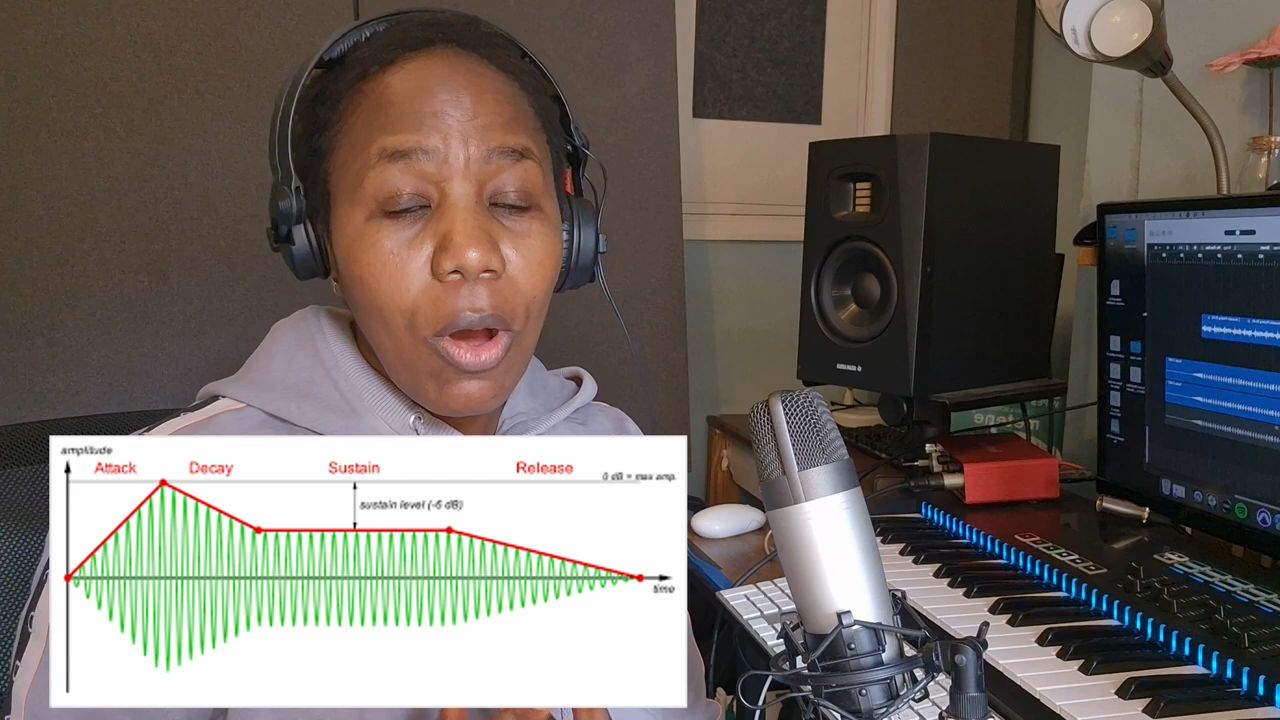 amplitude
Attack Decay Sustain Release
0 dB = max amp.
sustain level (-6 dB)
time